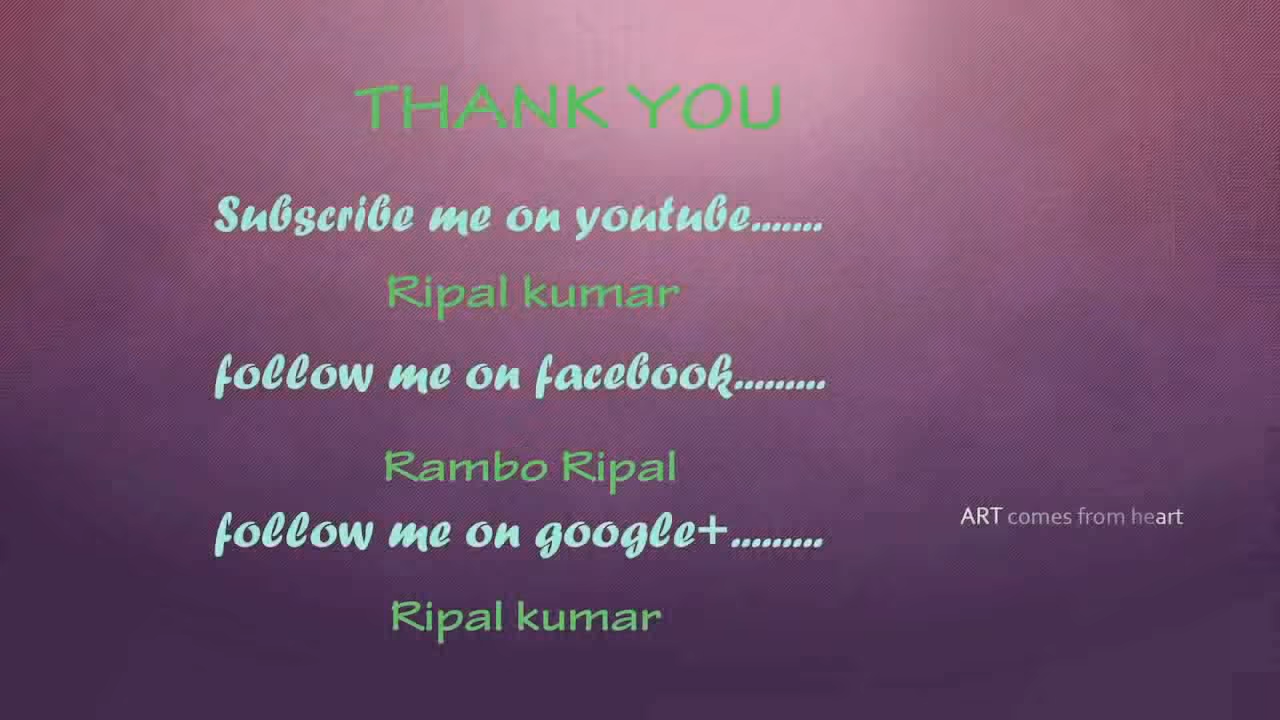 THANK YOU
Subscribe me on youtube.......
Ripal kumar
follow me on facebook.........
Rambo Ripal
follow me on google+.........
ART comes from heart
Ripal kumar